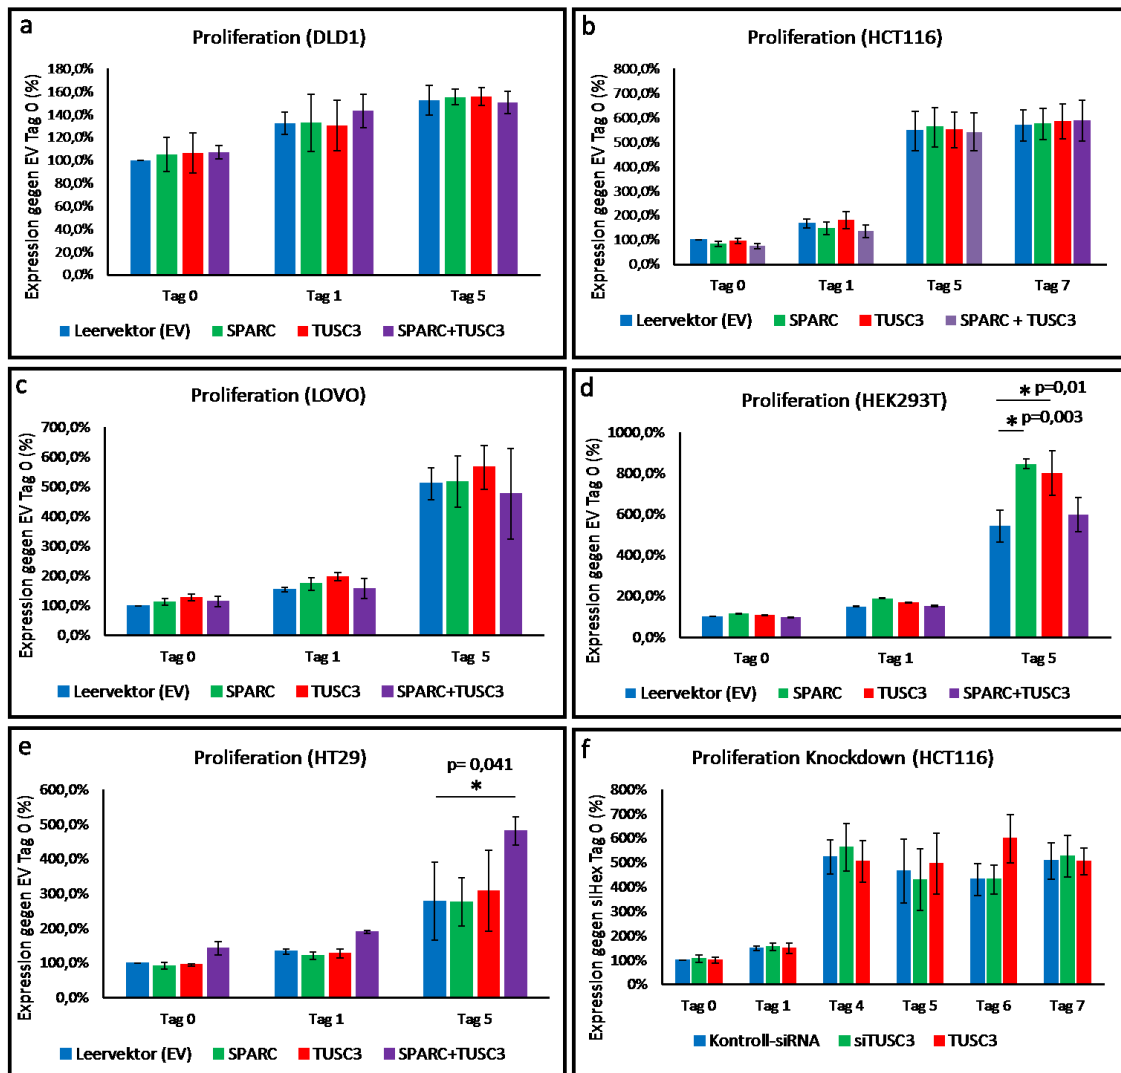 a
Proliferation (DLD1)
Expression gegen EV Tag 0 (%)
180,0%
160,0%
140,0%
120,0%
100,0%
80,0%
60,0%
40,0%
20,0%
0,0%
Tag 0 Tag 1 Tag 5
Leervektor (EV) SPARC TUSC3 SPARC+TUSC3
b
Proliferation (HCT116)
Expression gegen EV Tag 0 (%)
800,0%
700,0%
600,0%
500,0%
400,0%
300,0%
200,0%
100,0%
0,0%
Tag 0 Tag 1 Tag 5 Tag 7
Leervektor (EV) SPARC TUSC3 SPARC + TUSC3
c
Proliferation (LOVO)
Expression gegen EV Tag 0 (%)
700,0%
600,0%
500,0%
400,0%
300,0%
200,0%
100,0%
0,0%
Tag 0 Tag 1 Tag 5
Leervektor (EV) SPARC TUSC3 SPARC+TUSC3
d
Proliferation (HEK293T)
* p=0,01
* p=0,003
Expression gegen EV Tag 0 (%)
1000,0%
800,0%
600,0%
400,0%
200,0%
0,0%
Tag 0 Tag 1 Tag 5
Leervektor (EV) SPARC TUSC3 SPARC+TUSC3
e
Proliferation (HT29)
p= 0,041
*
Expression gegen EV Tag 0 (%)
600,0%
500,0%
400,0%
300,0%
200,0%
100,0%
0,0%
Tag 0 Tag 1 Tag 5
Leervektor (EV) SPARC TUSC3 SPARC+TUSC3
f
Proliferation Knockdown (HCT116)
Expression gegen siHex Tag 0 (%)
800%
700%
600%
500%
400%
300%
200%
100%
0%
Tag 0 Tag 1 Tag 4 Tag 5 Tag 6 Tag 7
Kontroll-siRNA siTUSC3 TUSC3